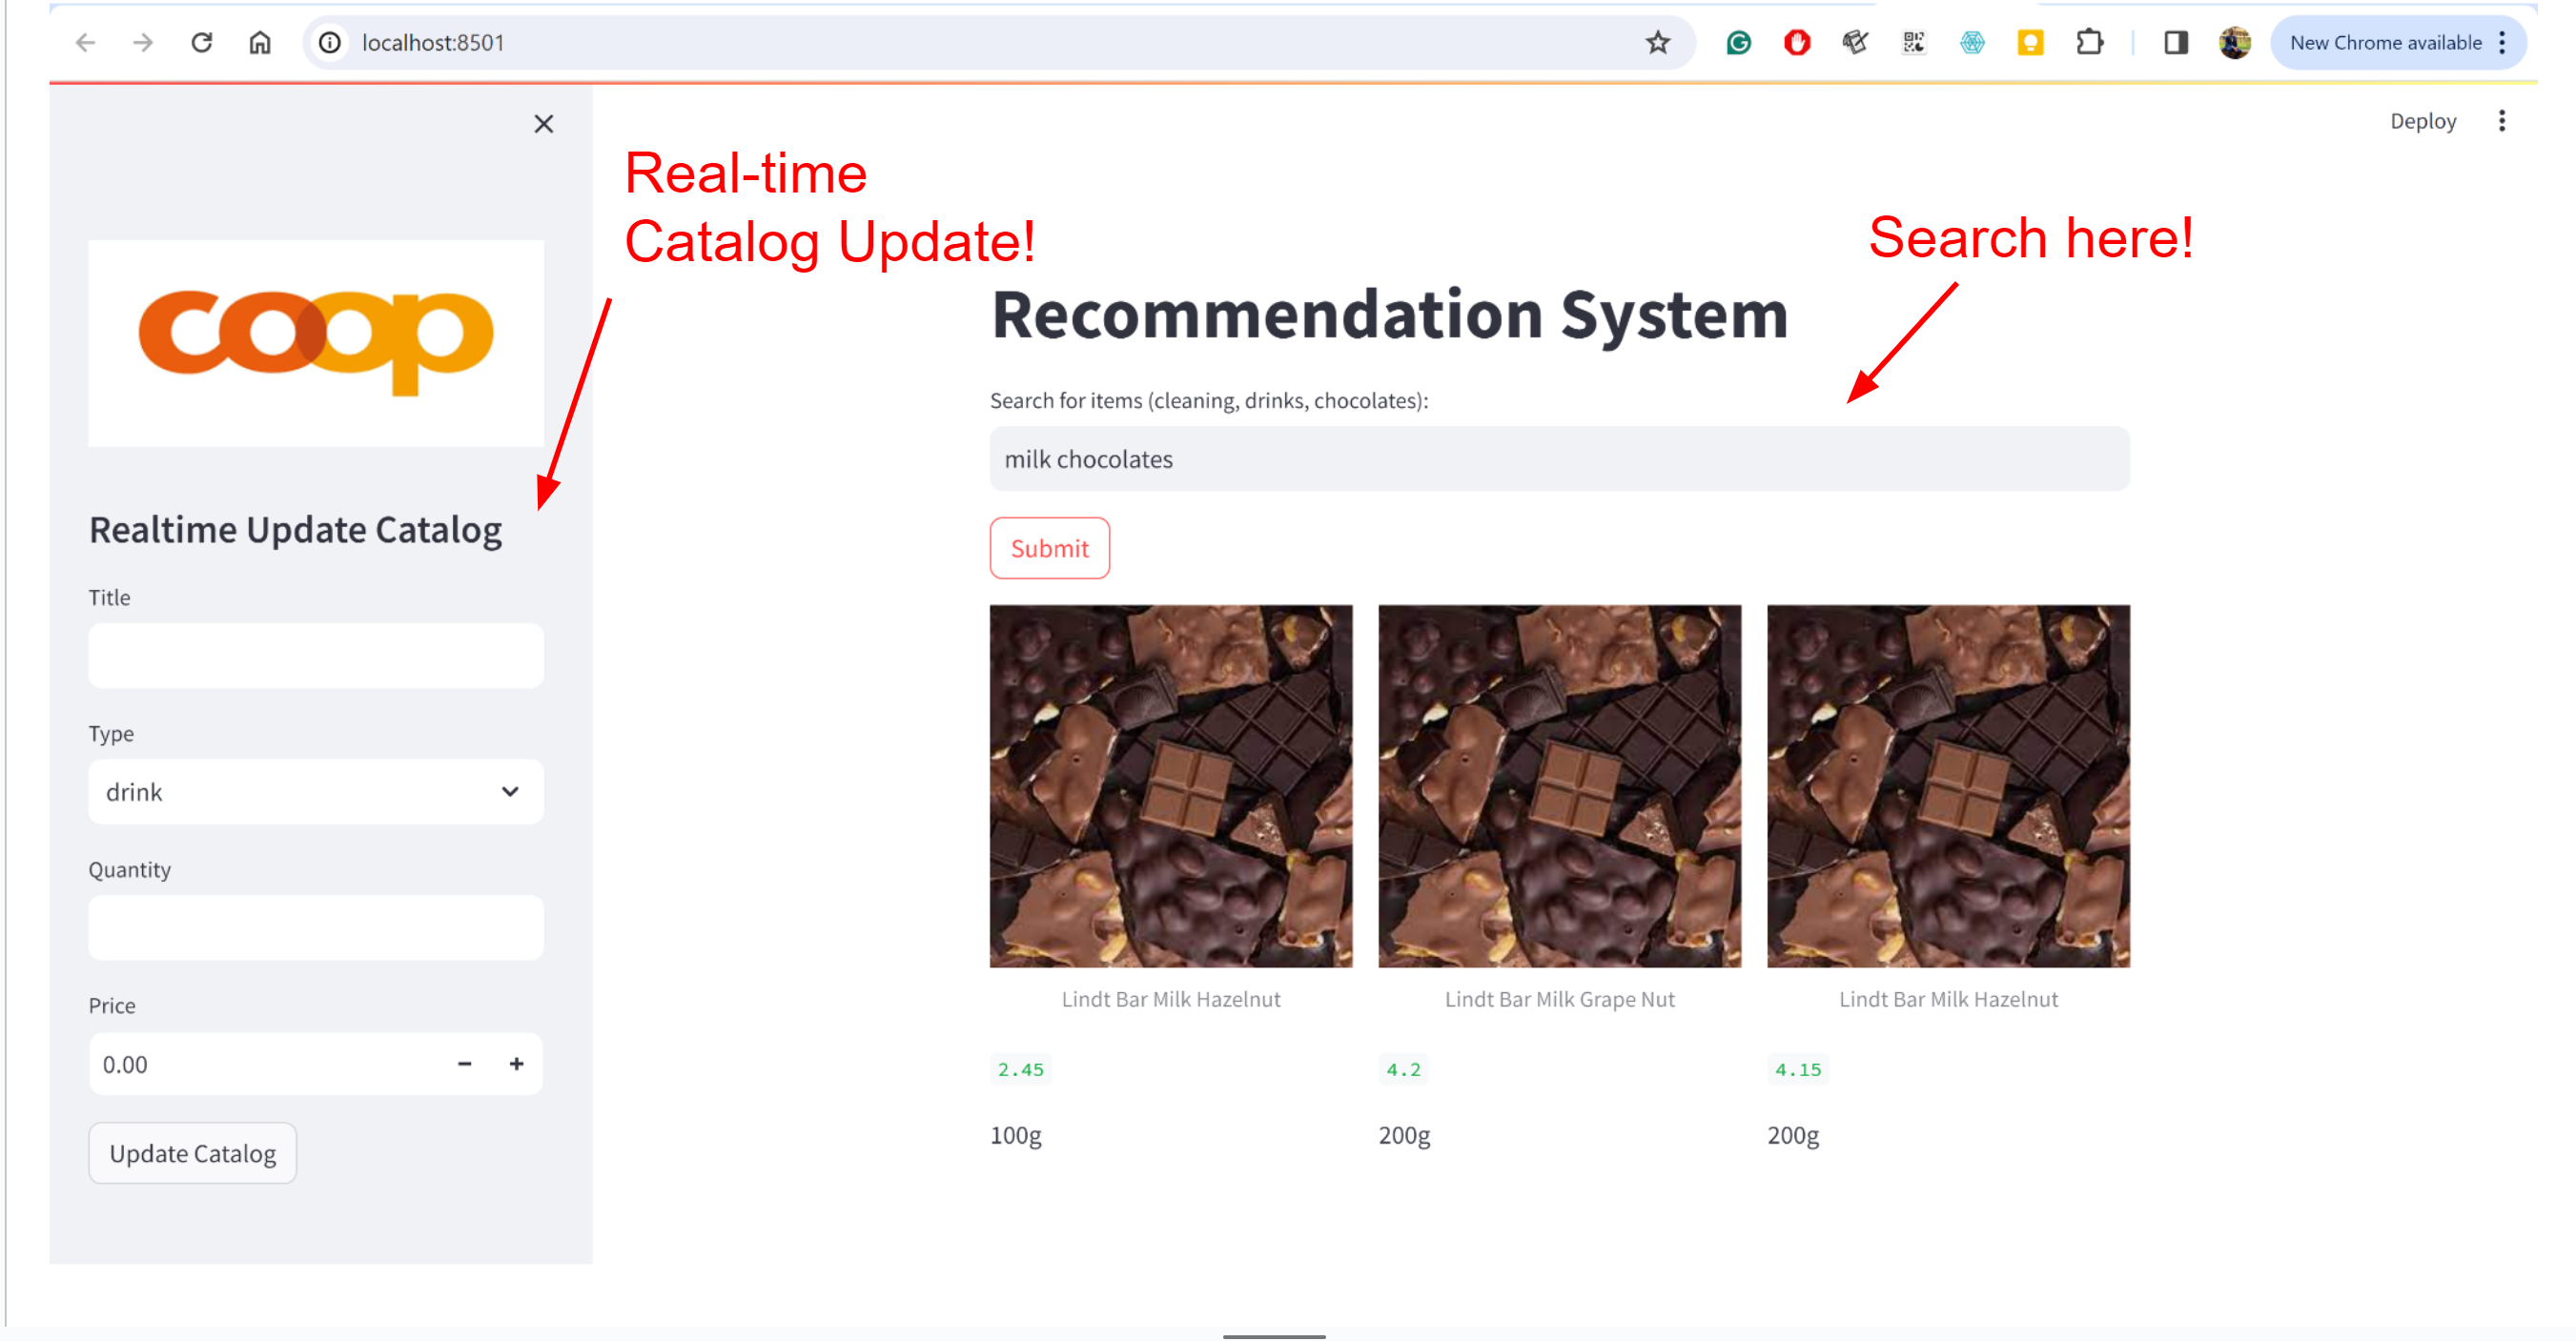 localhost:8501
New Chrome available
Deploy
Real-time
Catalog Update!
Search here!
coop
Realtime Update Catalog
Title
Type
drink
Quantity
Price
0.00
Update Catalog
Recommendation System
Search for items (cleaning, drinks, chocolates):
milk chocolates
Submit
Lindt Bar Milk Hazelnut
Lindt Bar Milk Grape Nut
Lindt Bar Milk Hazelnut
2.45
4.2
4.15
100g
200g
200g